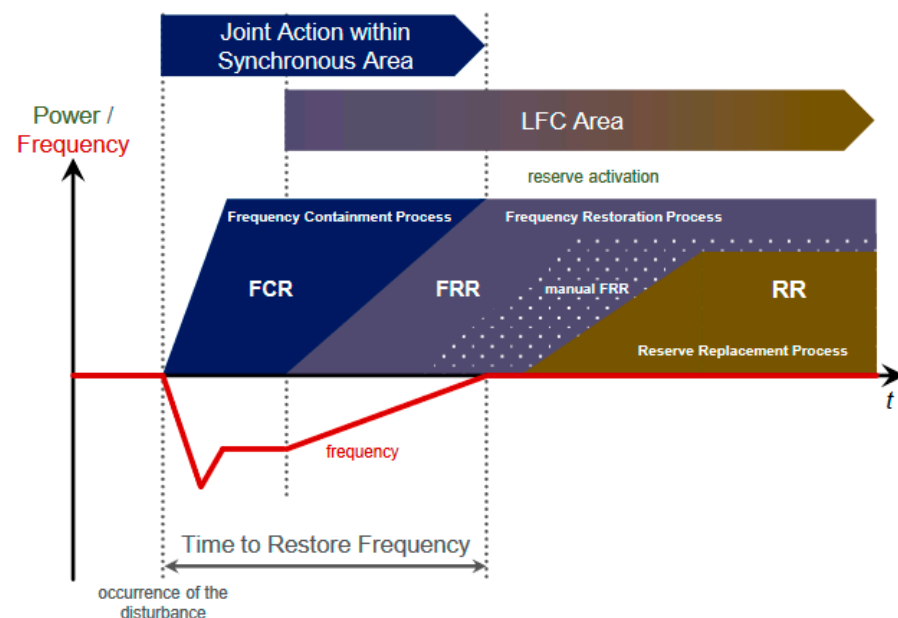 Joint Action within
Synchronous Area
LFC Area
Power /
Frequency
reserve activation
Frequency Containment Process
Frequency Restoration Process
FCR
FRR
manual FRR
RR
Reserve Replacement Process
t
frequency
Time to Restore Frequency
occurrence of the
disturbance